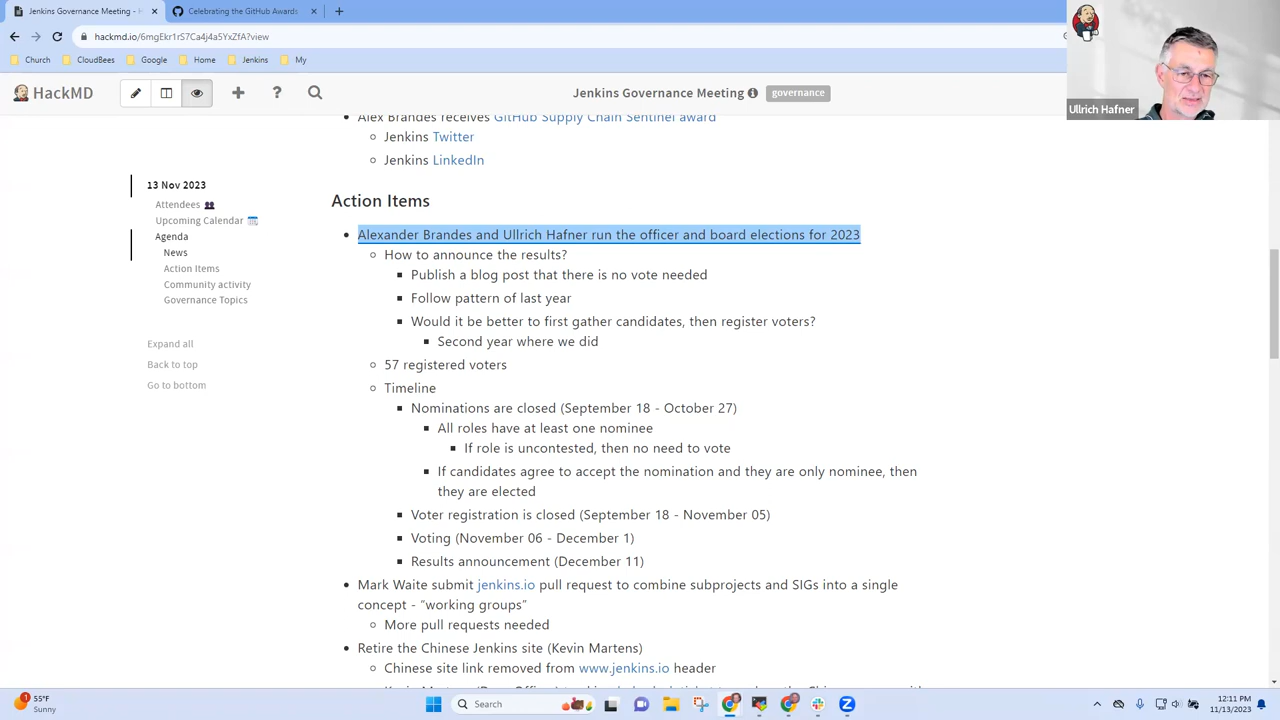 Jenkins Governance Meeting - H
Celebrating the GitHub Awards
hackmd.io/6mgEkr1rS7Ca4j4a5YxZfA?view
Church
CloudBees
Google
Home
Jenkins
My
HackMD
Jenkins Governance Meeting
governance
Ullrich Hafner
Alex Brandes receives GitHub Supply Chain Sentinel award
Jenkins Twitter
Jenkins LinkedIn
13 Nov 2023
Attendees
Upcoming Calendar
Agenda
News
Action Items
Community activity
Governance Topics
Expand all
Back to top
Go to bottom
Action Items
Alexander Brandes and Ullrich Hafner run the officer and board elections for 2023
How to announce the results?
Publish a blog post that there is no vote needed
Follow pattern of last year
Would it be better to first gather candidates, then register voters?
Second year where we did
57 registered voters
Timeline
Nominations are closed (September 18 - October 27)
All roles have at least one nominee
If role is uncontested, then no need to vote
If candidates agree to accept the nomination and they are only nominee, then
they are elected
Voter registration is closed (September 18 - November 05)
Voting (November 06 - December 1)
Results announcement (December 11)
Mark Waite submit jenkins.io pull request to combine subprojects and SIGs into a single
concept - “working groups”
More pull requests needed
Retire the Chinese Jenkins site (Kevin Martens)
Chinese site link removed from www.jenkins.io header
1
55°F
Sunny
Search
12:11 PM
11/13/2023